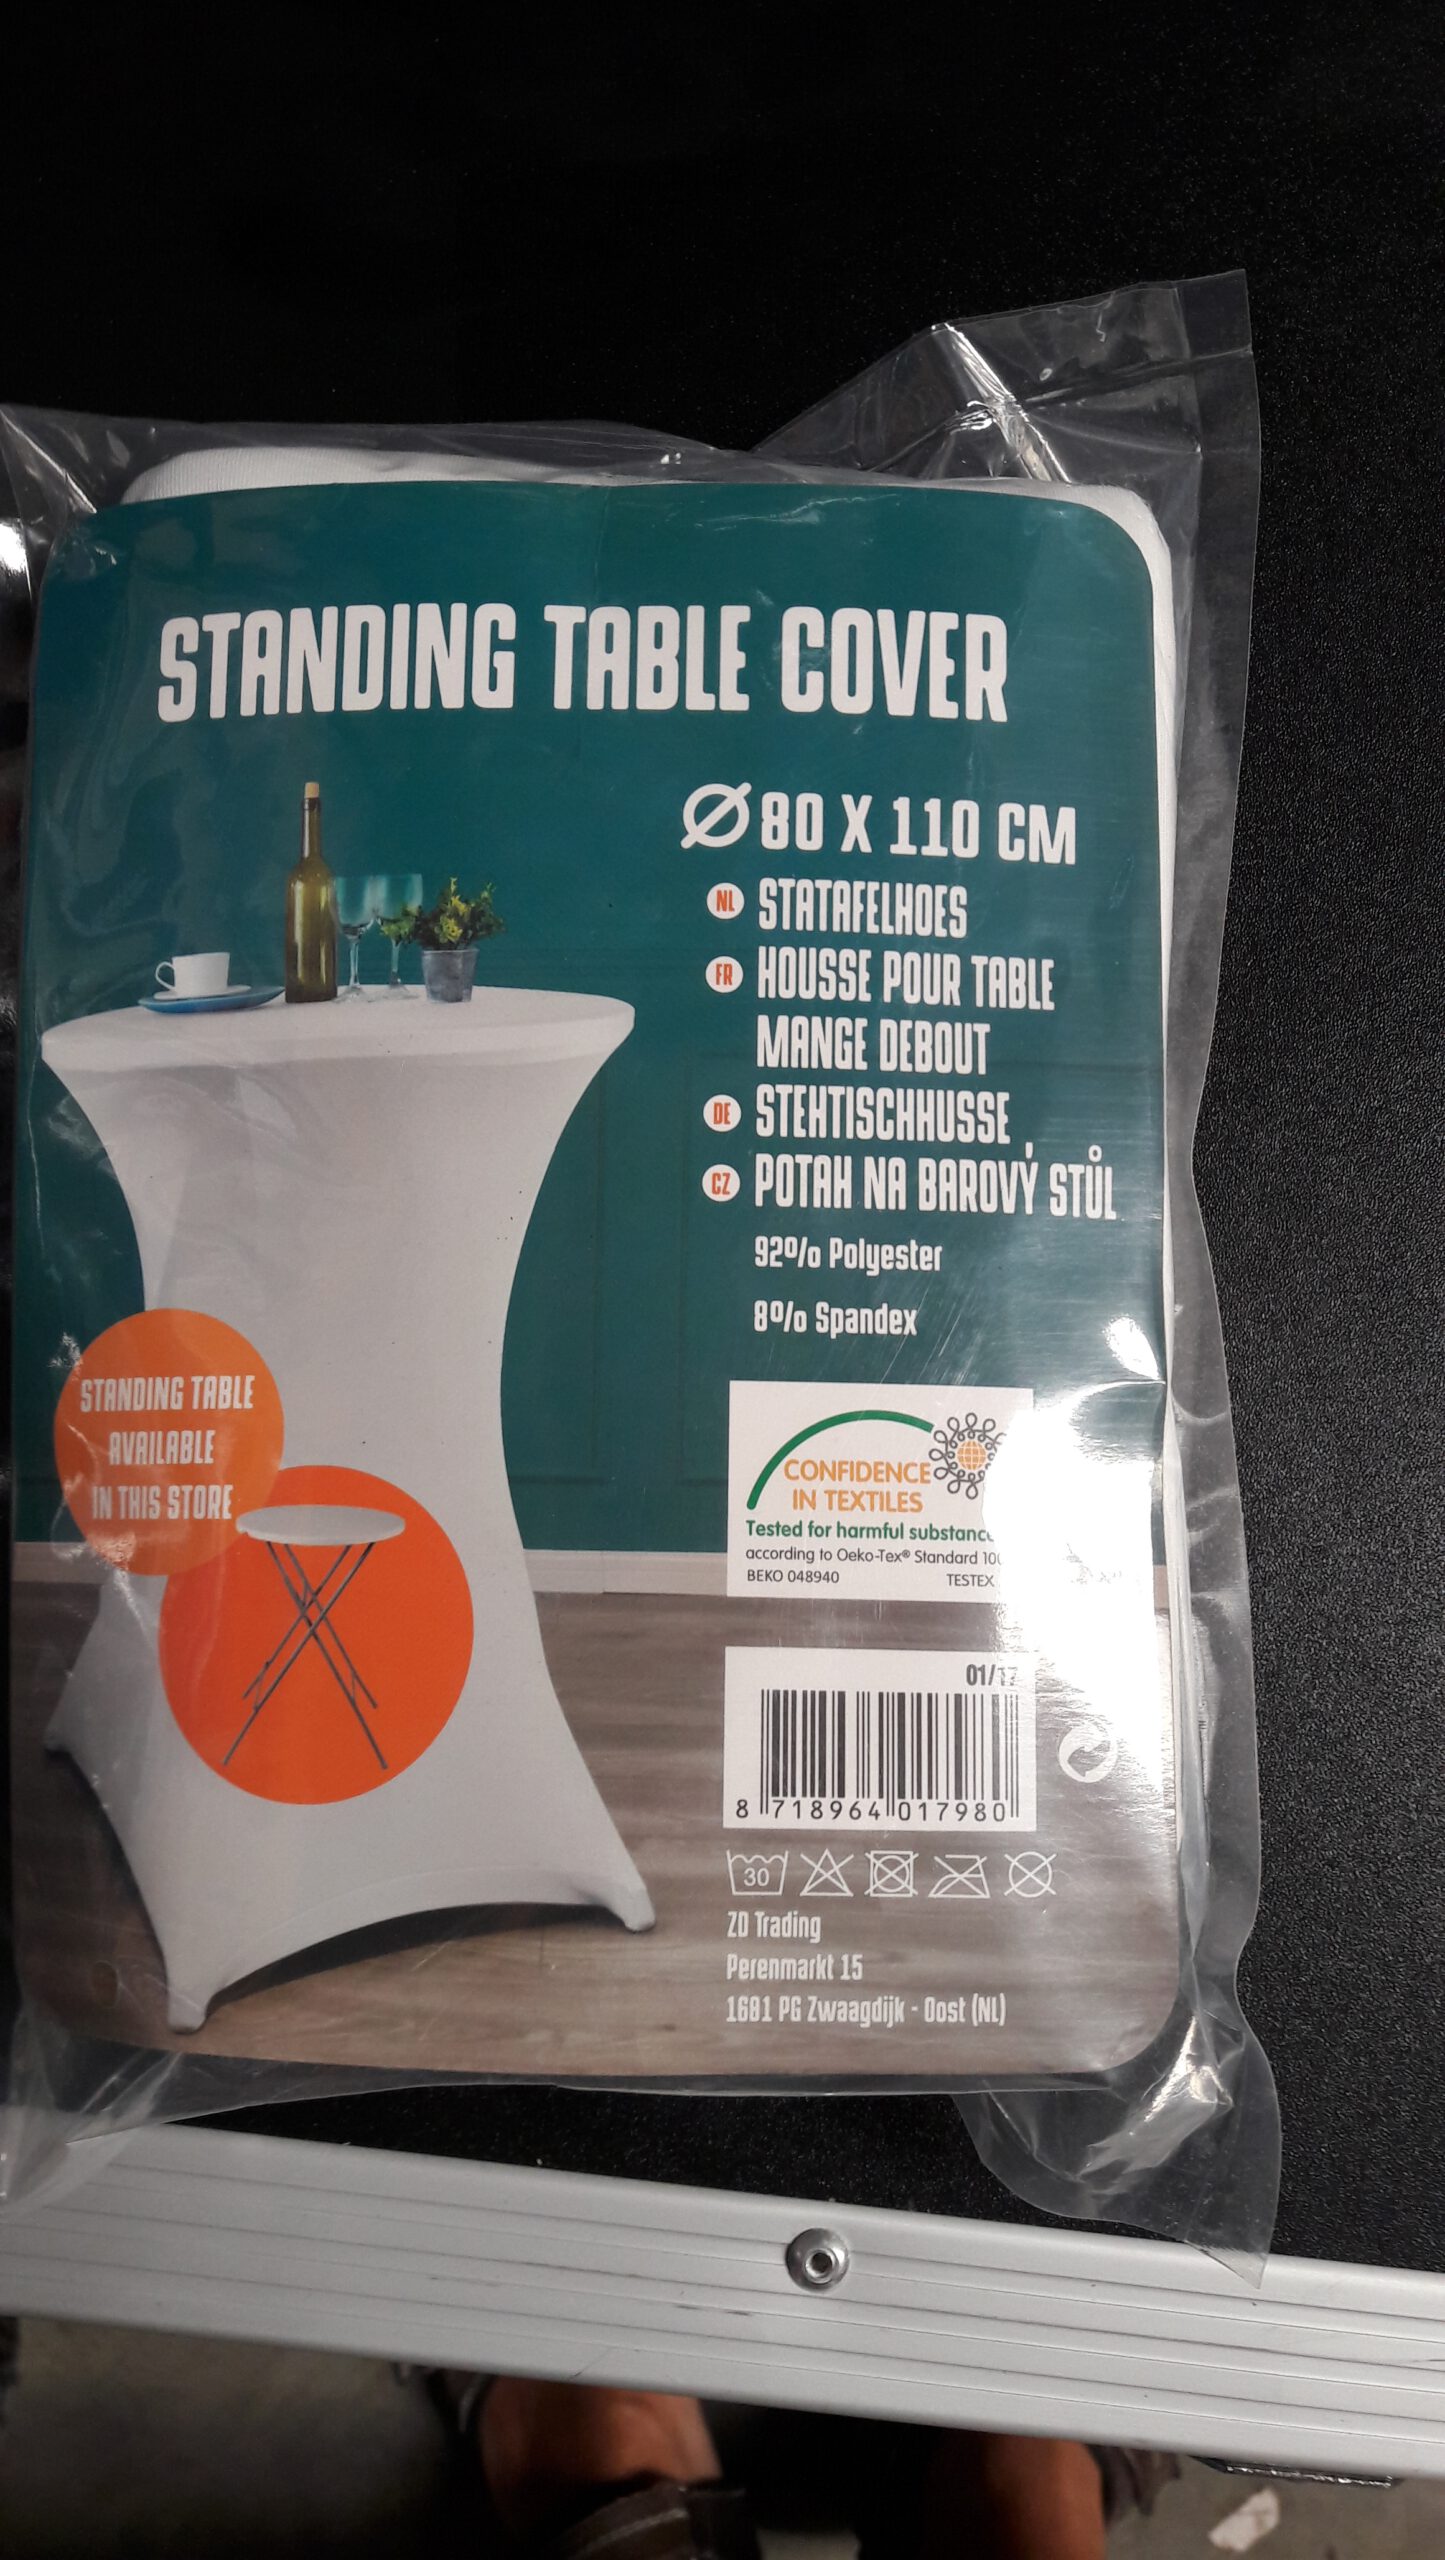 STANDING TABLE COVER
Ø 80 X 110 CM
NL STATAFELHOES
FR HOUSSE POUR TABLE
MANGE DEBOUT
DE STEHTISCHHUSSE
CZ POTAH NA BAROVÝ STŮL
92% Polyester
8% Spandex
STANDING TABLE
AVAILABLE
IN THIS STORE
CONFIDENCE
IN TEXTILES
Tested for harmful
according to Oeko-Tex® Standard
BEKO 048940 TESTEX
01/17
8 718964 017980
30
ZD Trading
Perenmarkt 15
1681 PG Zwaagdijk - Oost (NL)